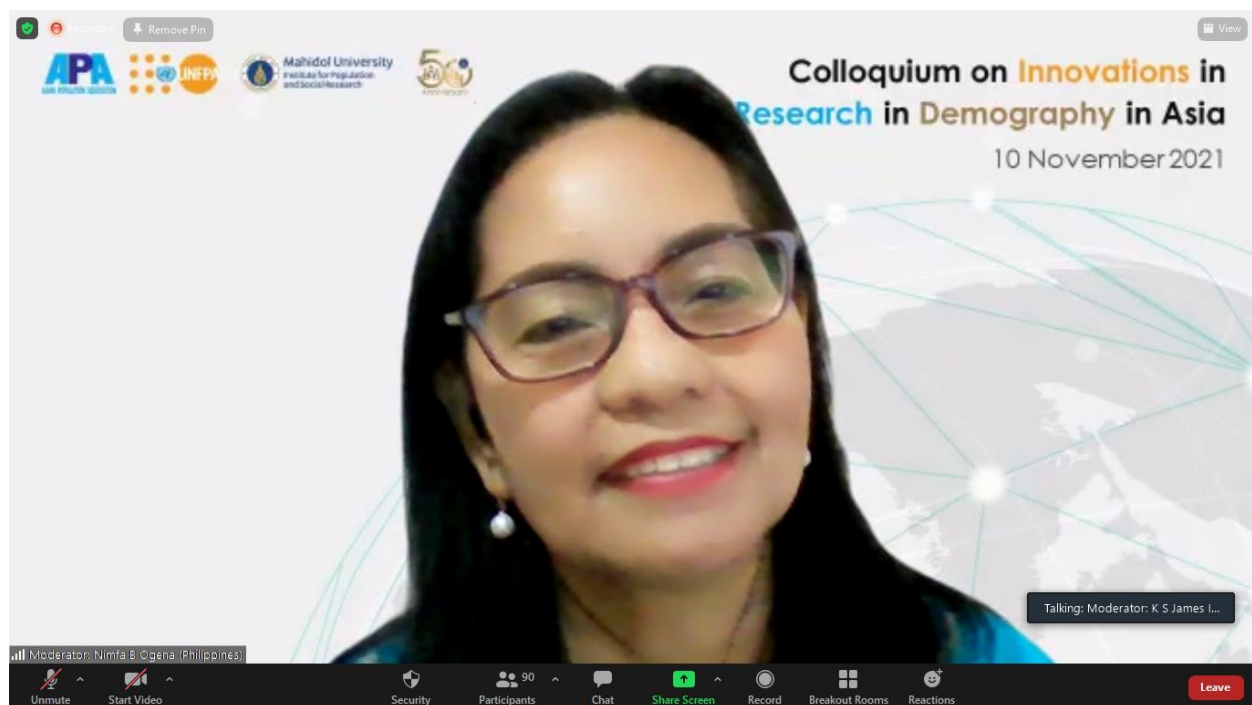 Recording
Remove Pin
View
APA
UNFPA
Mahidol University
Institute for Population
and Social Research
Colloquium on Innovations in
Research in Demography in Asia
10 November 2021
Talking: Moderator: K S James I...
Moderator: Nimfa B Ogena (Philippines)
90
Unmute
Start Video
Security
Participants
Chat
Share Screen
Record
Breakout Rooms
Reactions
Leave